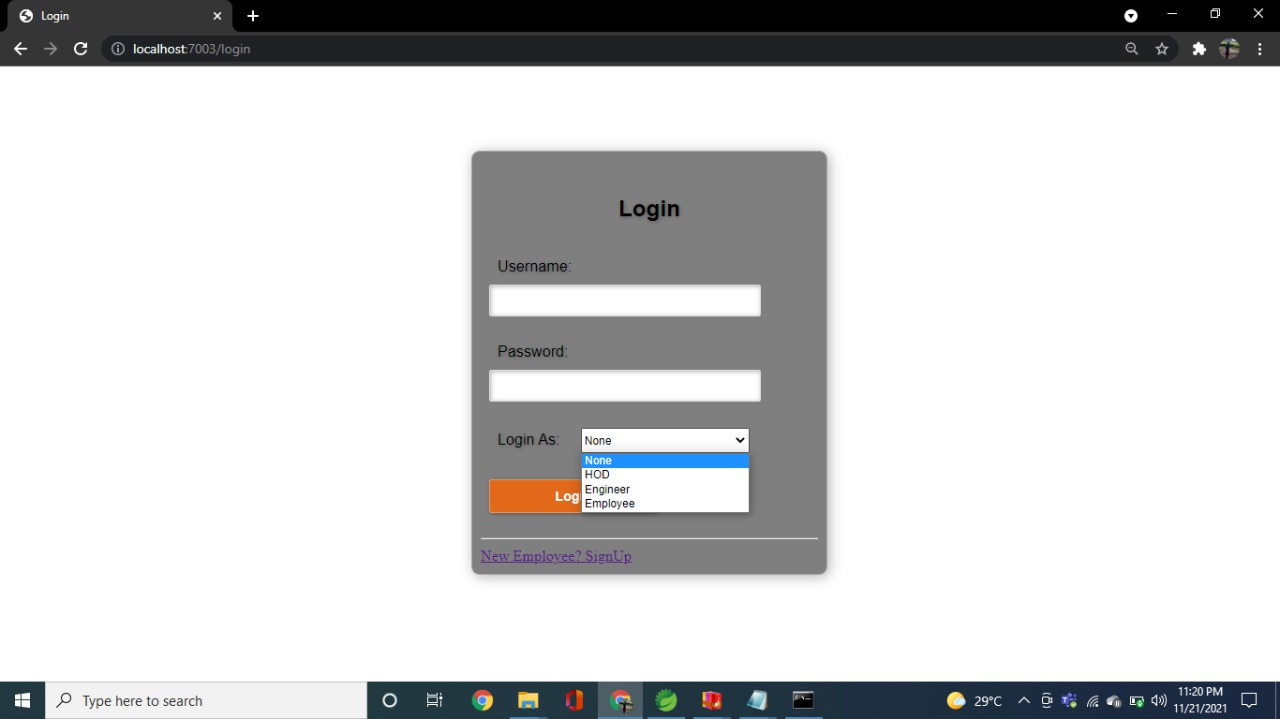 Login
localhost:7003/login
Login
Username:
Password:
Login As: None
None
HOD
Engineer
Employee
New Employee? SignUp
Type here to search
29°C
11:20 PM
11/21/2021